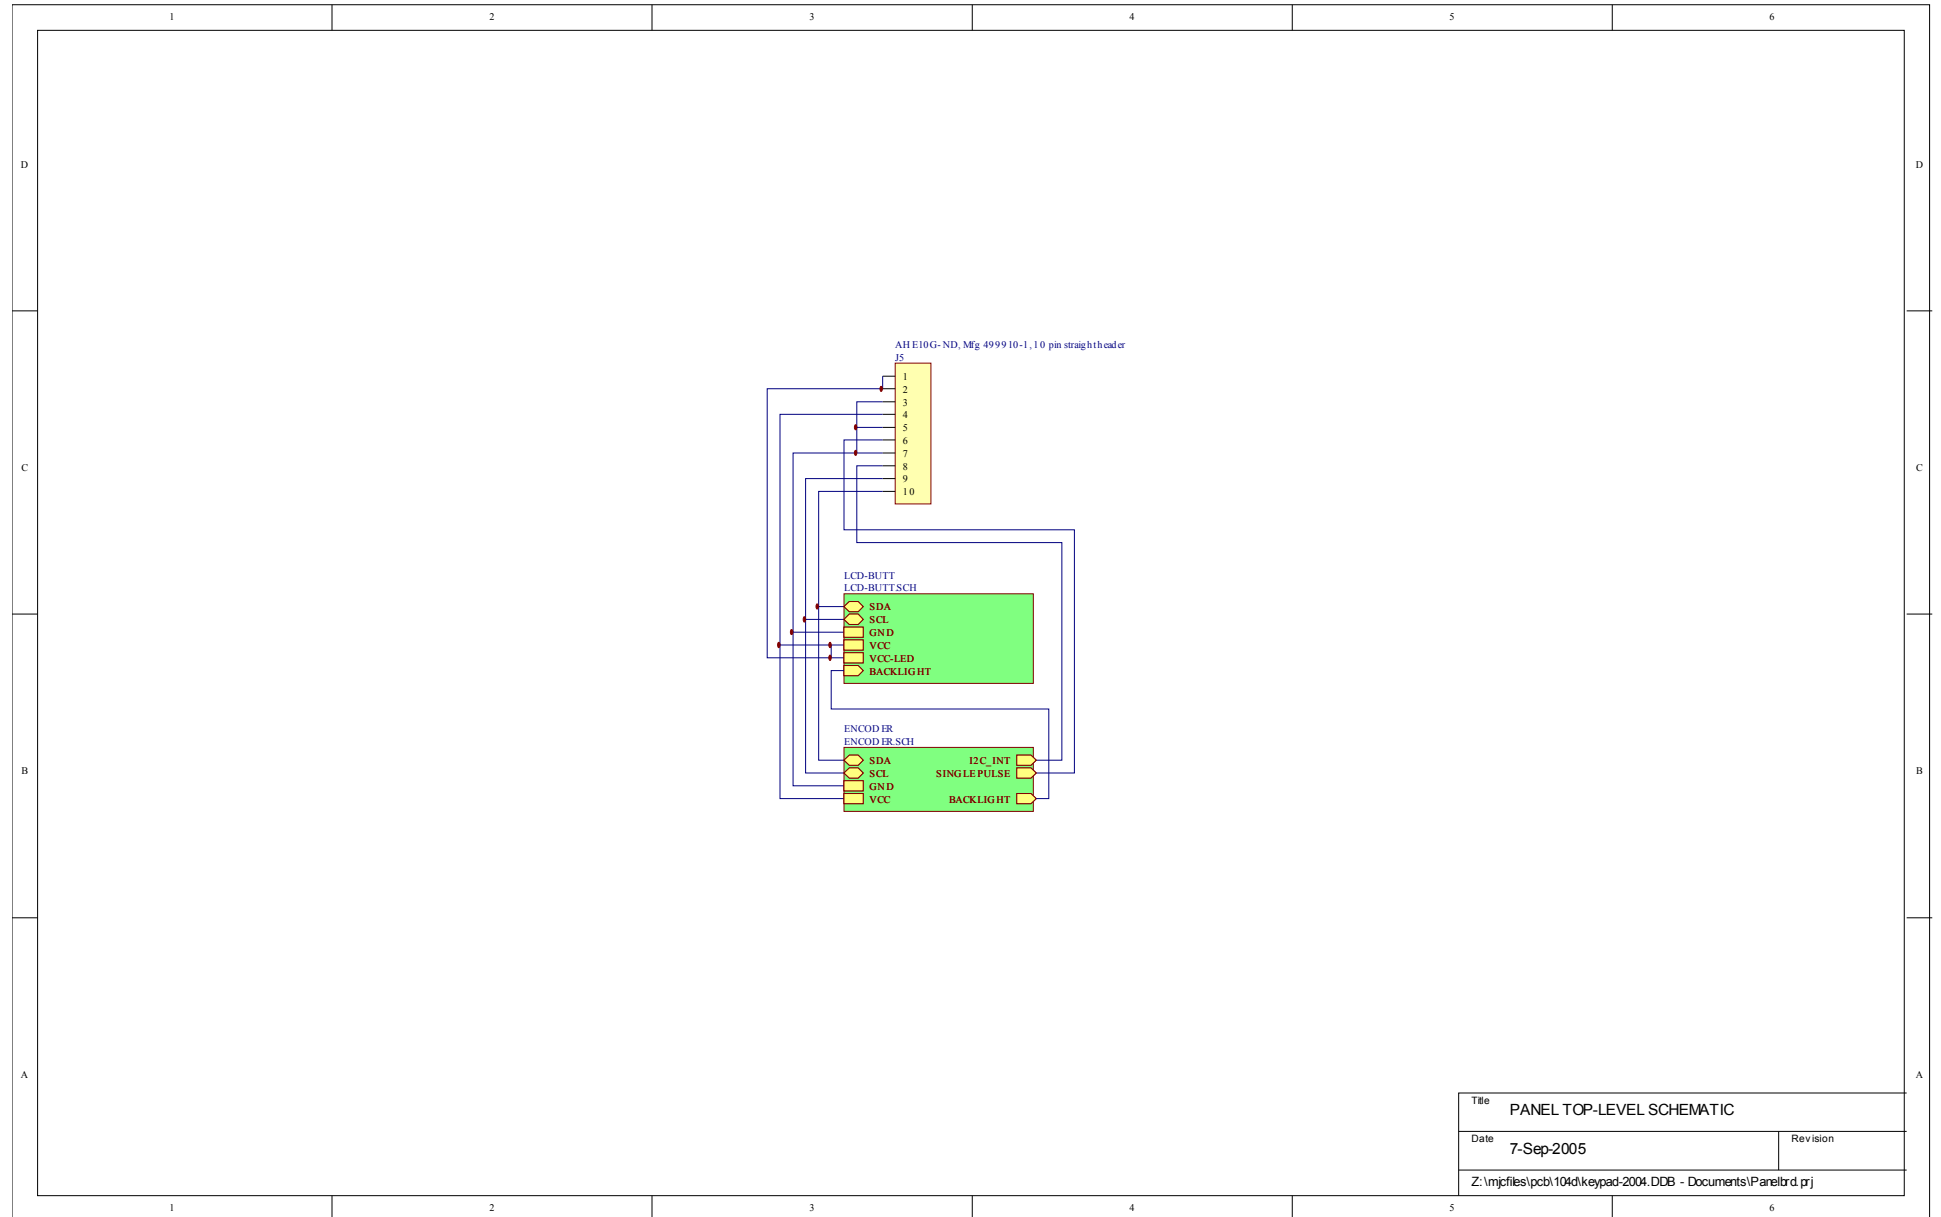 1 2 3 4 5 6
D D
AHE10G-ND, Mfg 499910-1, 10 pin straight header
J5
1
2
3
4
5
6
7
8
9
10
C C
LCD-BUTT
LCD-BUTT.SCH
SDA
SCL
GND
VCC
VCC-LED
BACKLIGHT
ENCODER
ENCODER.SCH
SDA I2C_INT
SCL SINGLEPULSE
GND
VCC BACKLIGHT
B B
A A
Title PANEL TOP-LEVEL SCHEMATIC
Date 7-Sep-2005 Revision
Z:\mjcfiles\pcb\104d\keypad-2004.DDB - Documents\Panelbrd.prj
1 2 3 4 5 6